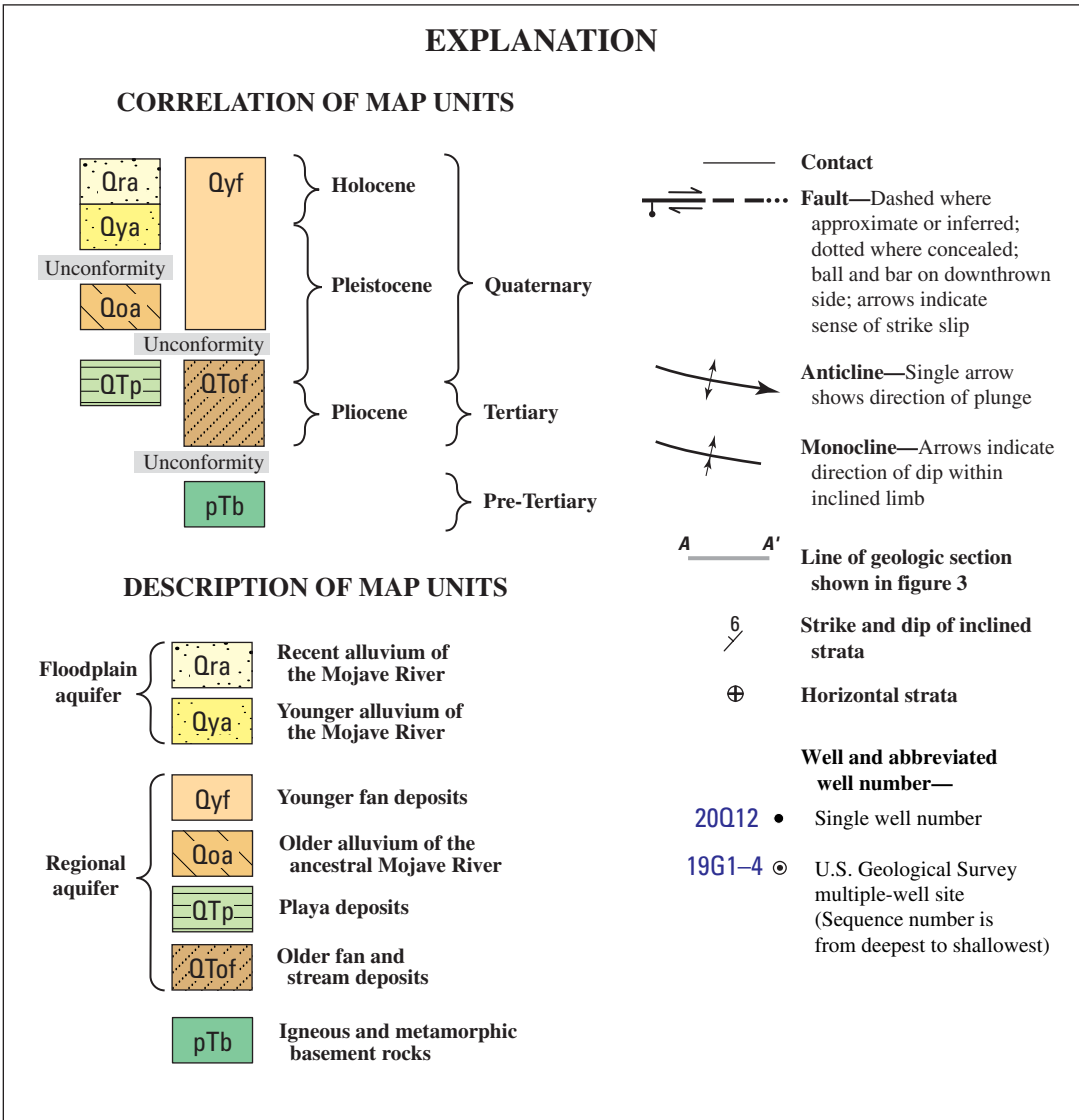 EXPLANATION
CORRELATION OF MAP UNITS
Qra
Qyf
Qya
Unconformity
Qoa
Unconformity
QTp
QTof
Unconformity
pTb
Holocene
Pleistocene
Pliocene
Quaternary
Tertiary
Pre-Tertiary
DESCRIPTION OF MAP UNITS
Floodplain
aquifer
Qra
Recent alluvium of
the Mojave River
Qya
Younger alluvium of
the Mojave River
Regional
aquifer
Qyf
Younger fan deposits
Qoa
Older alluvium of the
ancestral Mojave River
QTp
Playa deposits
QTof
Older fan and
stream deposits
pTb
Igneous and metamorphic
basement rocks
Contact
Fault—Dashed where
approximate or inferred;
dotted where concealed;
ball and bar on downthrown
side; arrows indicate
sense of strike slip
Anticline—Single arrow
shows direction of plunge
Monocline—Arrows indicate
direction of dip within
inclined limb
A A'
Line of geologic section
shown in figure 3
6
Strike and dip of inclined
strata
Horizontal strata
Well and abbreviated
well number—
20Q12
Single well number
19G1–4
U.S. Geological Survey
multiple-well site
(Sequence number is
from deepest to shallowest)